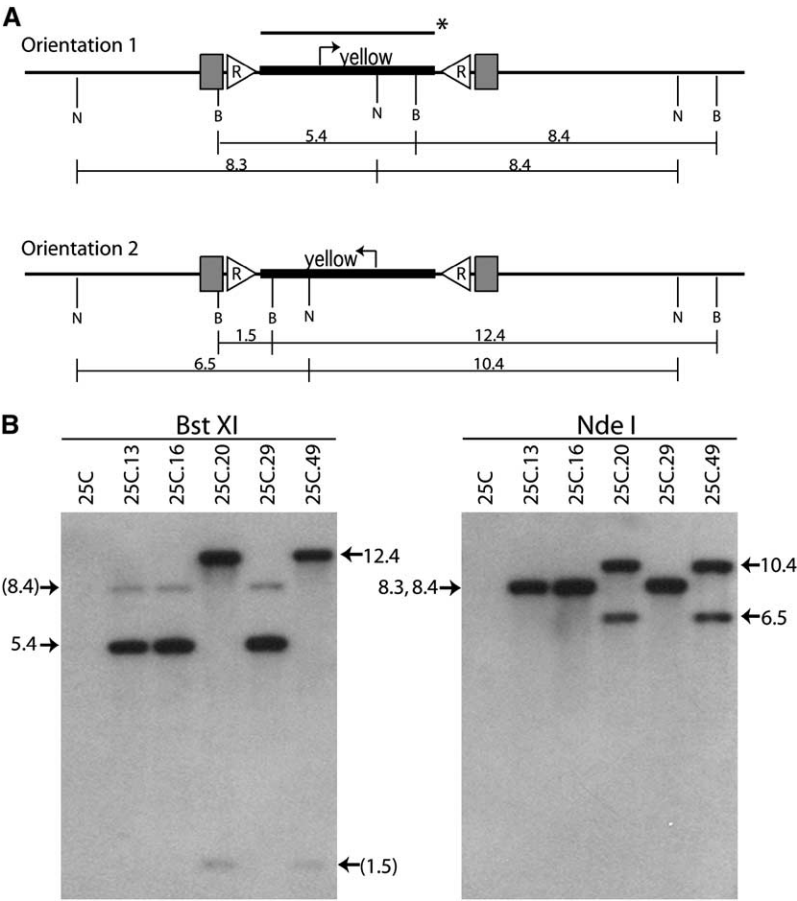 A
*
Orientation 1
yellow
R R
N B N B N B
5.4 8.4
8.3 8.4
Orientation 2
yellow
R R
N B B N N B
1.5 12.4
6.5 10.4
B
Bst XI
25C 25C.13 25C.16 25C.20 25C.29 25C.49
12.4
(8.4)
5.4
(1.5)
Nde I
25C 25C.13 25C.16 25C.20 25C.29 25C.49
10.4
8.3, 8.4
6.5